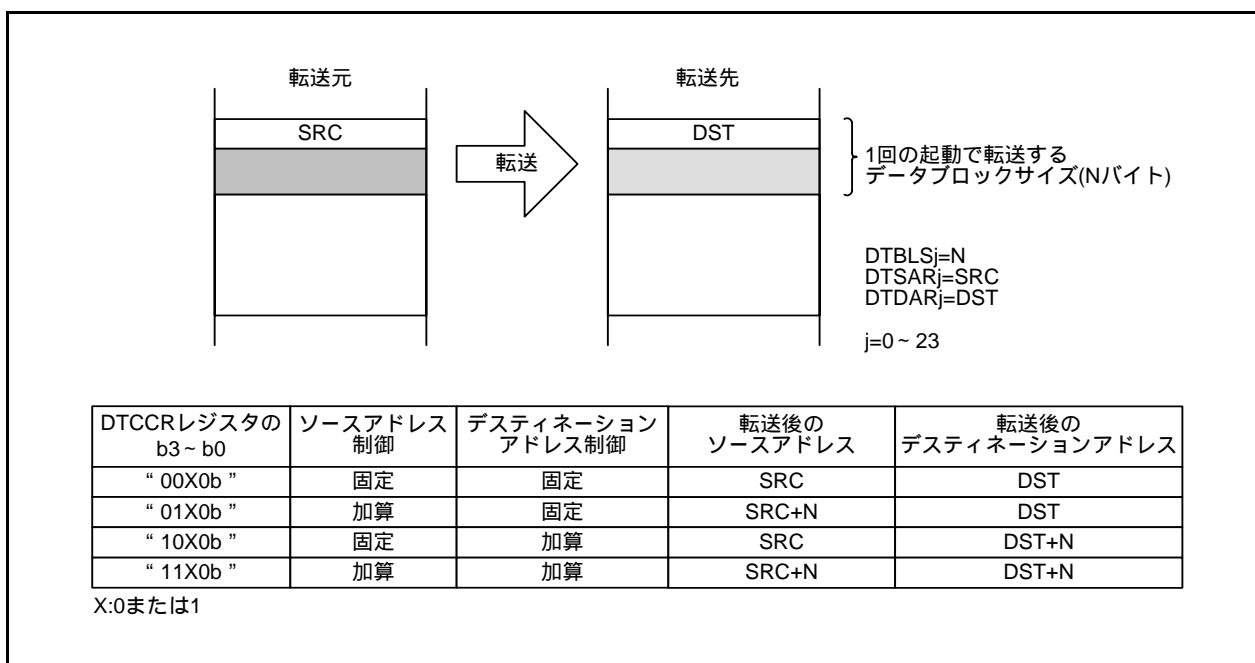 転送元
転送先
SRC
DST
転送
1回の起動で転送する
データブロックサイズ(Nバイト)
DTBLSj=N
DTSARj=SRC
DTDARj=DST
j=0 ~ 23
DTCCRレジスタの b3 ~ b0 ソースアドレス制御 デスティネーションアドレス制御 転送後のソースアドレス 転送後のデスティネーションアドレス
“ 00X0b ” 固定 固定 SRC DST
“ 01X0b ” 加算 固定 SRC+N DST
“ 10X0b ” 固定 加算 SRC DST+N
“ 11X0b ” 加算 加算 SRC+N DST+N
X:0または1